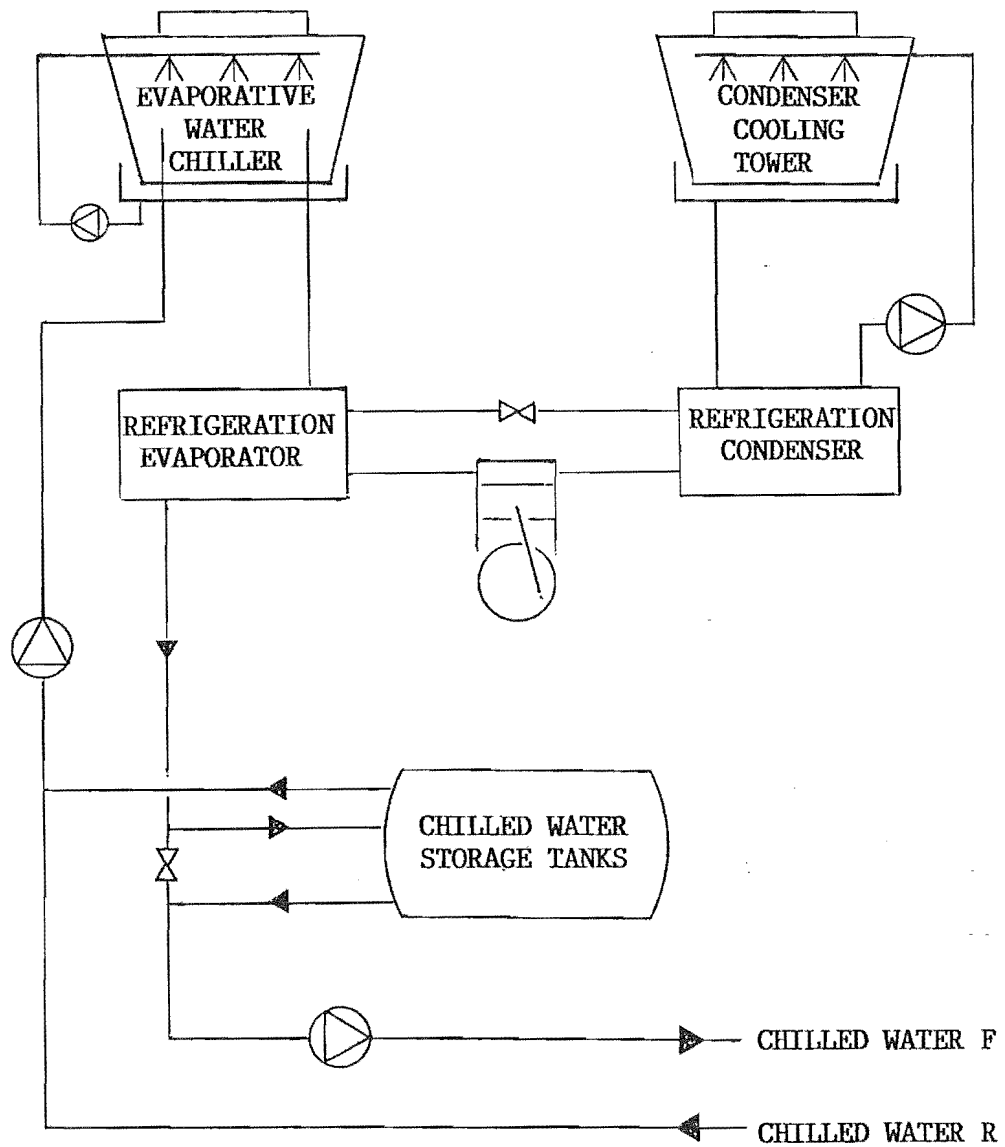 EVAPORATIVE
WATER
CHILLER
CONDENSER
COOLING
TOWER
REFRIGERATION
EVAPORATOR
REFRIGERATION
CONDENSER
CHILLED WATER
STORAGE TANKS
CHILLED WATER F
CHILLED WATER R